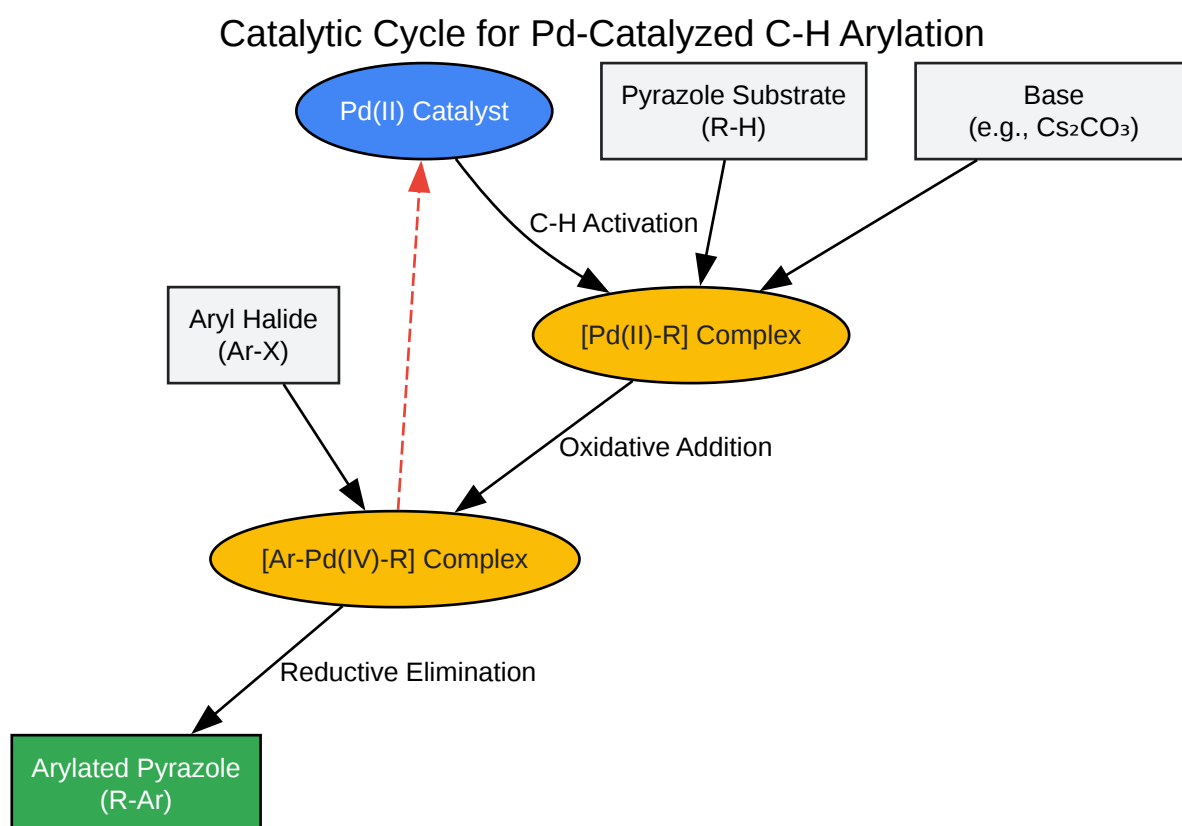 Catalytic Cycle for Pd-Catalyzed C-H Arylation
Pd(II) Catalyst
Pyrazole Substrate
(R-H)
Base
(e.g., Cs₂CO₃)
C-H Activation
Aryl Halide
(Ar-X)
[Pd(II)-R] Complex
Oxidative Addition
[Ar-Pd(IV)-R] Complex
Reductive Elimination
Arylated Pyrazole
(R-Ar)